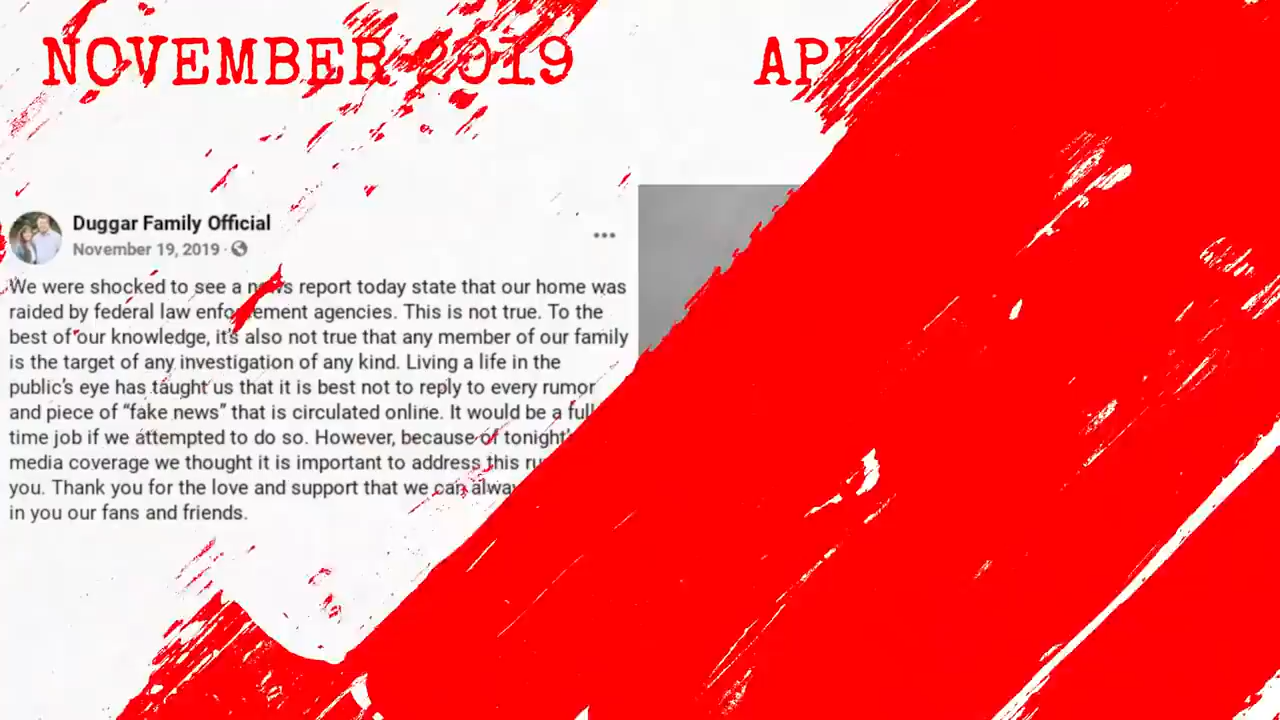 NOVEMBER 2019
AP
Duggar Family Official
November 19, 2019 ·
We were shocked to see a news report today state that our home was
raided by federal law enforcement agencies. This is not true. To the
best of our knowledge, it's also not true that any member of our family
is the target of any investigation of any kind. Living a life in the
public's eye has taught us that it is best not to reply to every rumor
and piece of “fake news” that is circulated online. It would be a full
time job if we attempted to do so. However, because of tonight's
media coverage we thought it is important to address this
you. Thank you for the love and support that we can
in you our fans and friends.